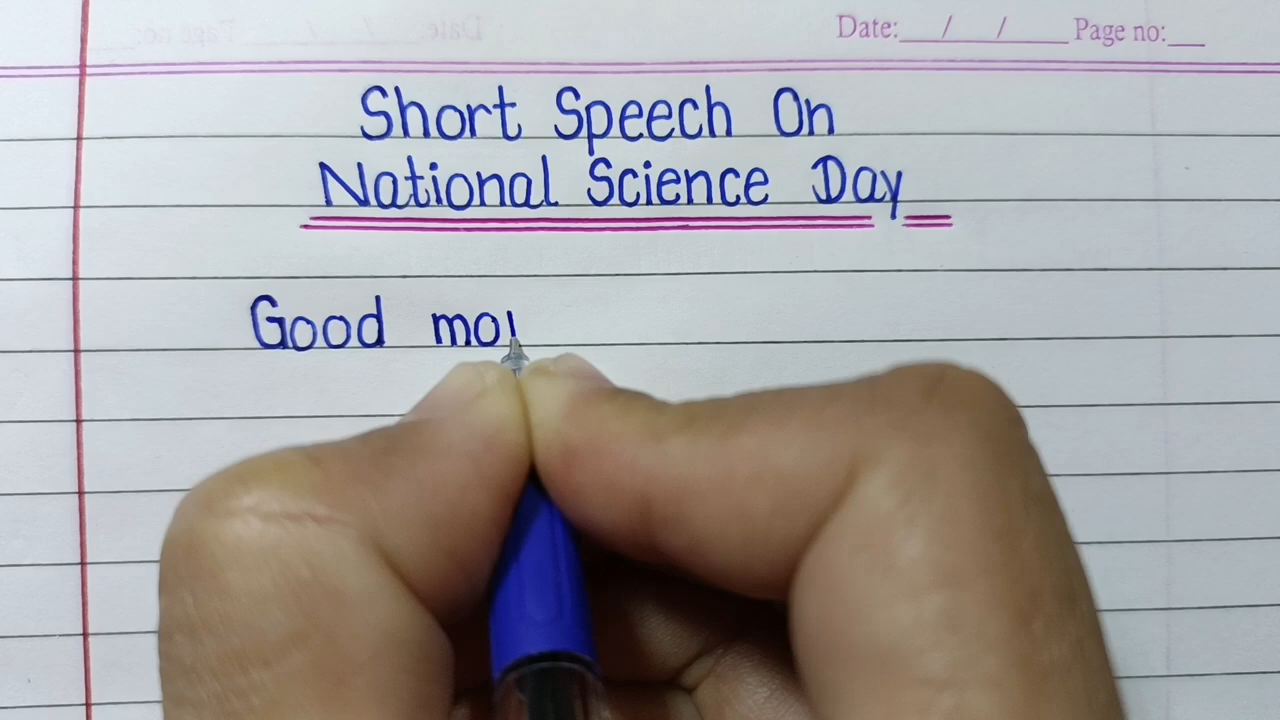 Date: / / Page no:
Short Speech On
National Science Day
Good mo